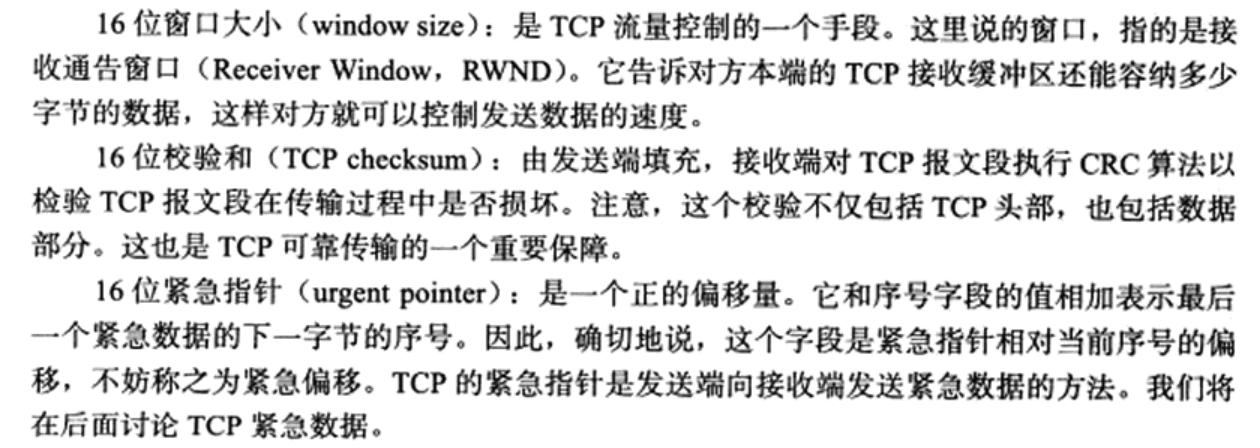 16 位窗口大小（window size）：是 TCP 流量控制的一个手段。这里说的窗口，指的是接
收通告窗口（Receiver Window，RWND）。它告诉对方本端的 TCP 接收缓冲区还能容纳多少
字节的数据，这样对方就可以控制发送数据的速度。
16 位校验和（TCP checksum）：由发送端填充，接收端对 TCP 报文段执行 CRC 算法以
检验 TCP 报文段在传输过程中是否损坏。注意，这个校验不仅包括 TCP 头部，也包括数据
部分。这也是 TCP 可靠传输的一个重要保障。
16 位紧急指针（urgent pointer）：是一个正的偏移量。它和序号字段的值相加表示最后
一个紧急数据的下一字节的序号。因此，确切地说，这个字段是紧急指针相对当前序号的偏
移，不妨称之为紧急偏移。TCP 的紧急指针是发送端向接收端发送紧急数据的方法。我们将
在后面讨论 TCP 紧急数据。